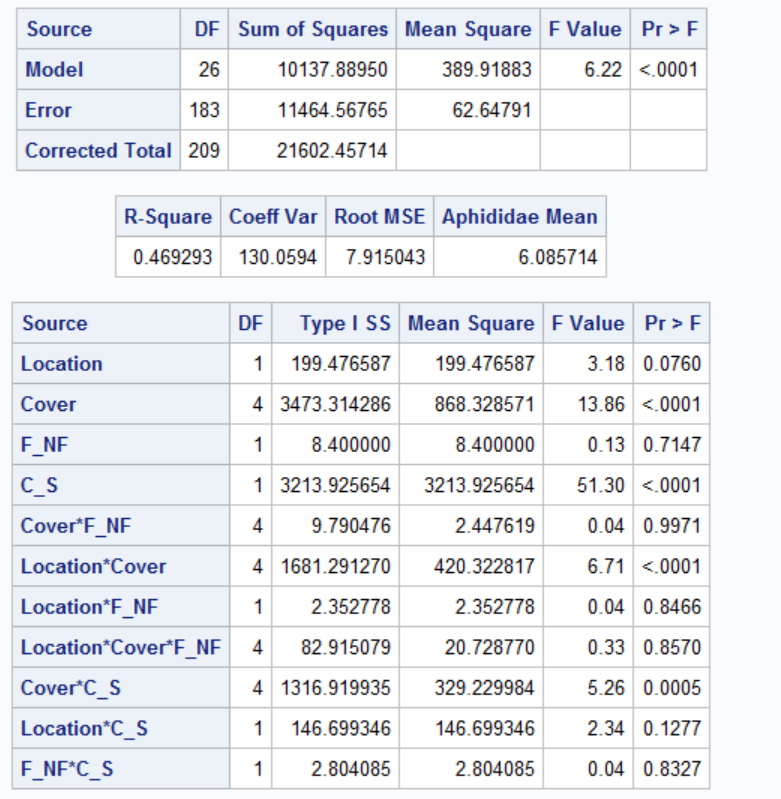 Source DF Sum of Squares Mean Square F Value Pr > F
Model 26 10137.88950 389.91883 6.22 <.0001
Error 183 11464.56765 62.64791
Corrected Total 209 21602.45714
R-Square Coeff Var Root MSE Aphididae Mean
0.469293 130.0594 7.915043 6.085714
Source DF Type I SS Mean Square F Value Pr > F
Location 1 199.476587 199.476587 3.18 0.0760
Cover 4 3473.314286 868.328571 13.86 <.0001
F_NF 1 8.400000 8.400000 0.13 0.7147
C_S 1 3213.925654 3213.925654 51.30 <.0001
Cover*F_NF 4 9.790476 2.447619 0.04 0.9971
Location*Cover 4 1681.291270 420.322817 6.71 <.0001
Location*F_NF 1 2.352778 2.352778 0.04 0.8466
Location*Cover*F_NF 4 82.915079 20.728770 0.33 0.8570
Cover*C_S 4 1316.919935 329.229984 5.26 0.0005
Location*C_S 1 146.699346 146.699346 2.34 0.1277
F_NF*C_S 1 2.804085 2.804085 0.04 0.8327